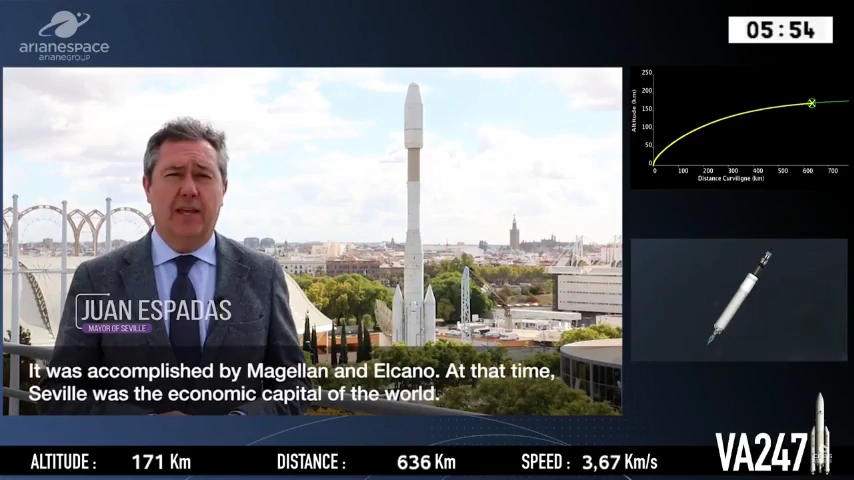 arianespace
ARIANEGROUP
05:54
JUAN ESPADAS
MAYOR OF SEVILLE
It was accomplished by Magellan and Elcano. At that time,
Seville was the economic capital of the world.
Altitude (km)
250
200
150
100
50
0
0 100 200 300 400 500 600 700
Distance Curviligne (km)
ALTITUDE : 171 Km DISTANCE : 636 Km SPEED : 3,67 Km/s
VA247